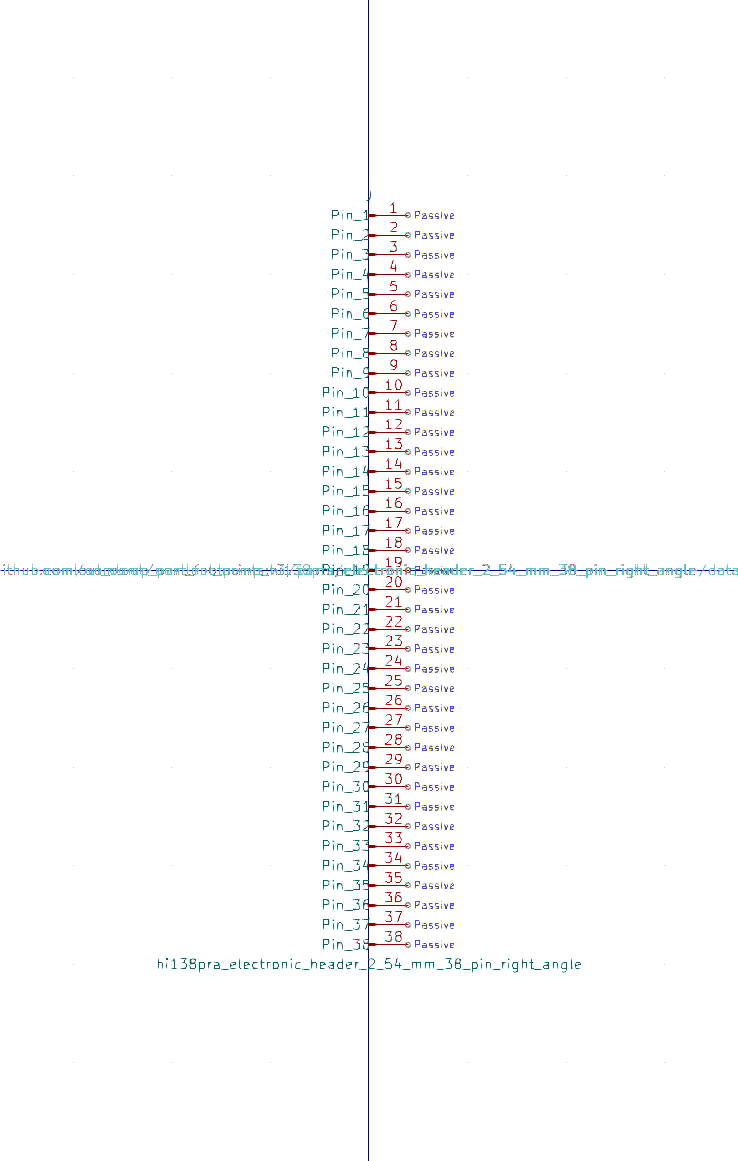 J
Pin_1 1 Passive
Pin_2 2 Passive
Pin_3 3 Passive
Pin_4 4 Passive
Pin_5 5 Passive
Pin_6 6 Passive
Pin_7 7 Passive
Pin_8 8 Passive
Pin_9 9 Passive
Pin_10 10 Passive
Pin_11 11 Passive
Pin_12 12 Passive
Pin_13 13 Passive
Pin_14 14 Passive
Pin_15 15 Passive
Pin_16 16 Passive
Pin_17 17 Passive
Pin_18 18 Passive
19 header_2_54_mm_38_pin_right_angle/data
Pin_20 20 Passive
Pin_21 21 Passive
Pin_22 22 Passive
Pin_23 23 Passive
Pin_24 24 Passive
Pin_25 25 Passive
Pin_26 26 Passive
Pin_27 27 Passive
Pin_28 28 Passive
Pin_29 29 Passive
Pin_30 30 Passive
Pin_31 31 Passive
Pin_32 32 Passive
Pin_33 33 Passive
Pin_34 34 Passive
Pin_35 35 Passive
Pin_36 36 Passive
Pin_37 37 Passive
Pin_38 38 Passive
hi138pra_electronic_header_2_54_mm_38_pin_right_angle